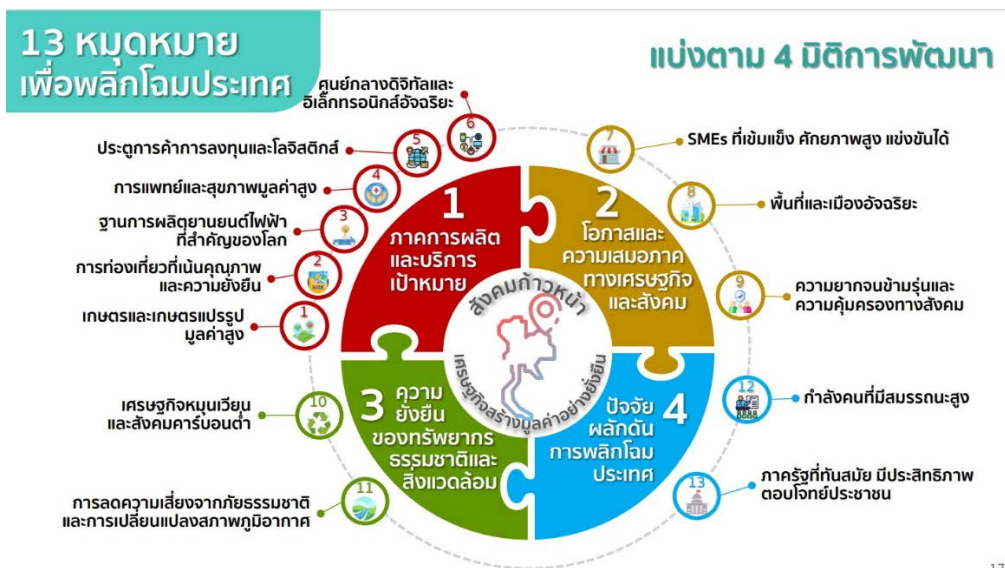 13 หมุดหมาย
เพื่อพลิกโฉมประเทศ
แบ่งตาม 4 มิติการพัฒนา
ศูนย์กลางดิจิทัลและ
อิเล็กทรอนิกส์อัจฉริยะ
6
ประตูการค้าการลงทุนและโลจิสติกส์
5
การแพทย์และสุขภาพมูลค่าสูง
4
ฐานการผลิตยานยนต์ไฟฟ้า
ที่สำคัญของโลก
3
การท่องเที่ยวที่เน้นคุณภาพ
และความยั่งยืน
2
เกษตรและเกษตรแปรรูป
มูลค่าสูง
1
1
ภาคการผลิต
และบริการ
เป้าหมาย
2
โอกาสและ
ความเสมอภาค
ทางเศรษฐกิจ
และสังคม
7
SMEs ที่เข้มแข็ง ศักยภาพสูง แข่งขันได้
8
พื้นที่และเมืองอัจฉริยะ
9
ความยากจนข้ามรุ่นและ
ความคุ้มครองทางสังคม
สังคมก้าวหน้า
เศรษฐกิจสร้างมูลค่าอย่างยั่งยืน
3
ความ
ยั่งยืน
ของทรัพยากร
ธรรมชาติและ
สิ่งแวดล้อม
10
เศรษฐกิจหมุนเวียน
และสังคมคาร์บอนต่ำ
11
การลดความเสี่ยงจากภัยธรรมชาติ
และการเปลี่ยนแปลงสภาพภูมิอากาศ
4
ปัจจัย
ผลักดัน
การพลิกโฉม
ประเทศ
12
กำลังคนที่มีสมรรถนะสูง
13
ภาครัฐที่ทันสมัย มีประสิทธิภาพ
ตอบโจทย์ประชาชน